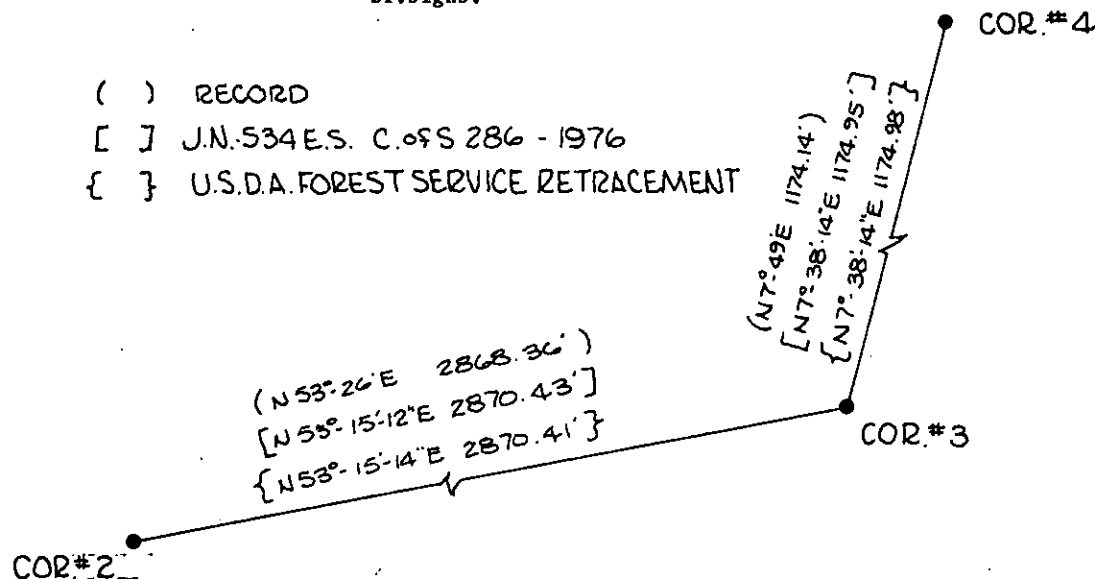 COR.#4
( ) RECORD
[ ] J.N.-534 E.S. C.ofS 286 - 1976
{ } U.S.D.A. FOREST SERVICE RETRACEMENT
(N7°-49'E 1174.14')
[N7°-38'-14"E 1174.95']
{N7°-38'-14"E 1174.98'}
(N53°-26'E 2868.36')
[N53°-15'-12"E 2870.43']
{N53°-15'-14"E 2870.41'}
COR.#3
COR.#2